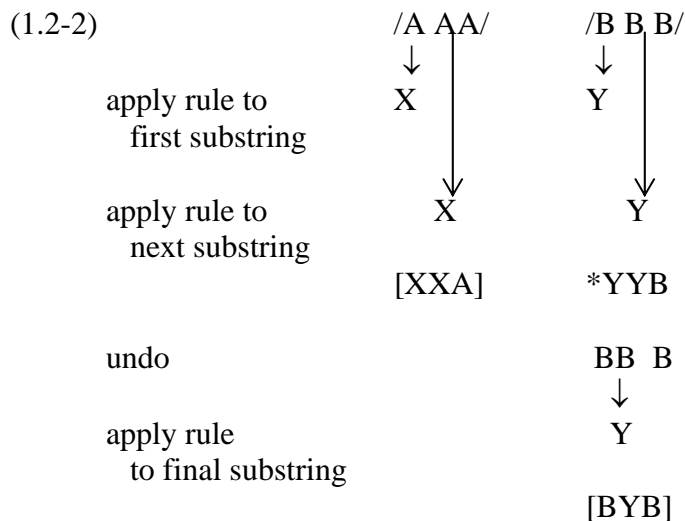 (1.2-2) /A AA/ /B B B/
↓ ↓
apply rule to X Y
first substring
apply rule to X Y
next substring
[XXA] *YYB
undo BB B
↓
apply rule Y
to final substring
[BYB]